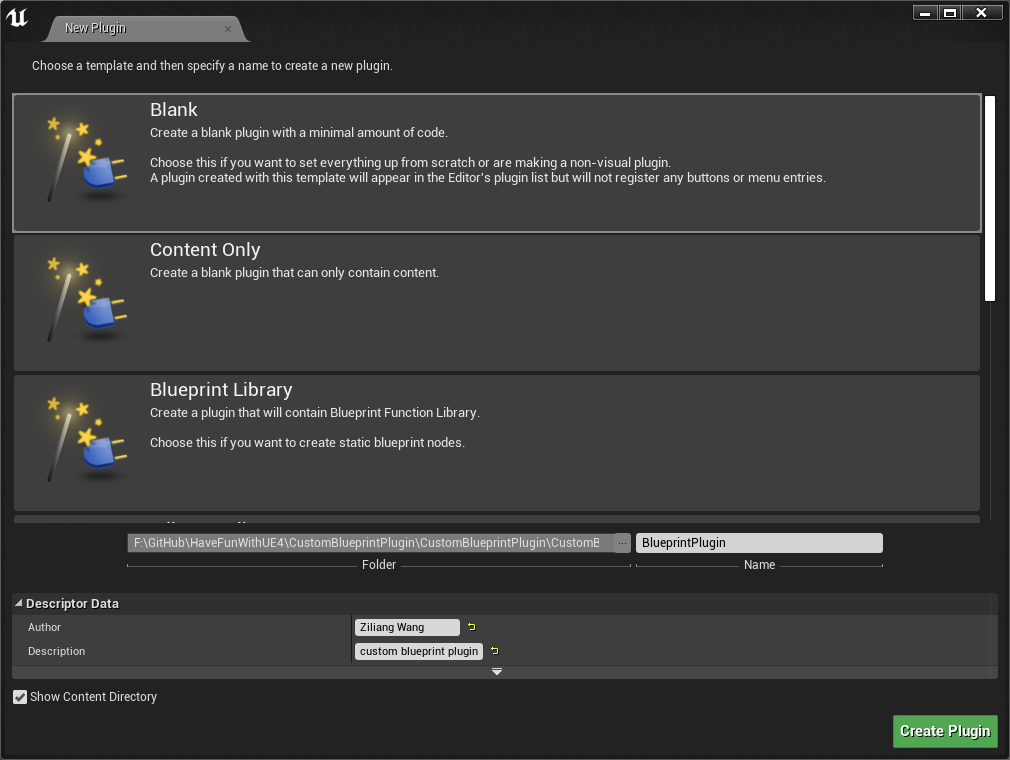 New Plugin
Choose a template and then specify a name to create a new plugin.
Blank
Create a blank plugin with a minimal amount of code.
Choose this if you want to set everything up from scratch or are making a non-visual plugin.
A plugin created with this template will appear in the Editor's plugin list but will not register any buttons or menu entries.
Content Only
Create a blank plugin that can only contain content.
Blueprint Library
Create a plugin that will contain Blueprint Function Library.
Choose this if you want to create static blueprint nodes.
F:\GitHub\HaveFunWithUE4\CustomBlueprintPlugin\CustomBlueprintPlugin\CustomB ... BlueprintPlugin
Folder Name
Descriptor Data
Author Ziliang Wang
Description custom blueprint plugin
Show Content Directory
Create Plugin